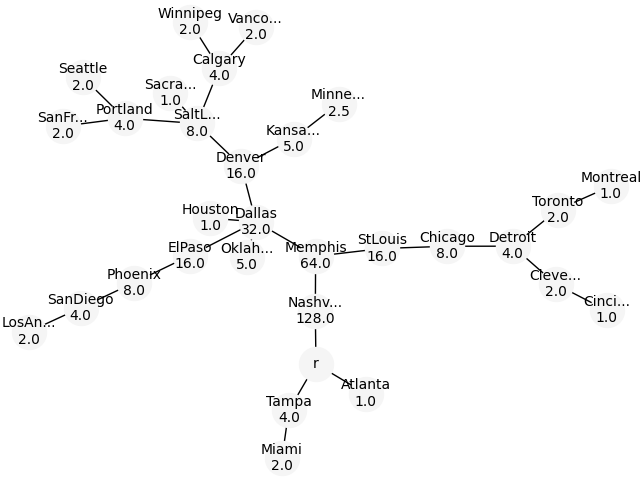 Winnipeg
2.0
Vanco...
2.0
Calgary
4.0
Seattle
2.0
Sacra...
1.0
Minne...
2.5
SanFr...
2.0
Portland
4.0
SaltL...
8.0
Kansa...
5.0
Denver
16.0
Montreal
1.0
Toronto
2.0
Houston
1.0
Dallas
32.0
ElPaso
16.0
Oklah...
5.0
Memphis
64.0
StLouis
16.0
Chicago
8.0
Detroit
4.0
Phoenix
8.0
Cleve...
2.0
SanDiego
4.0
Nashv...
128.0
Cinci...
1.0
LosAn...
2.0
r
Atlanta
1.0
Tampa
4.0
Miami
2.0